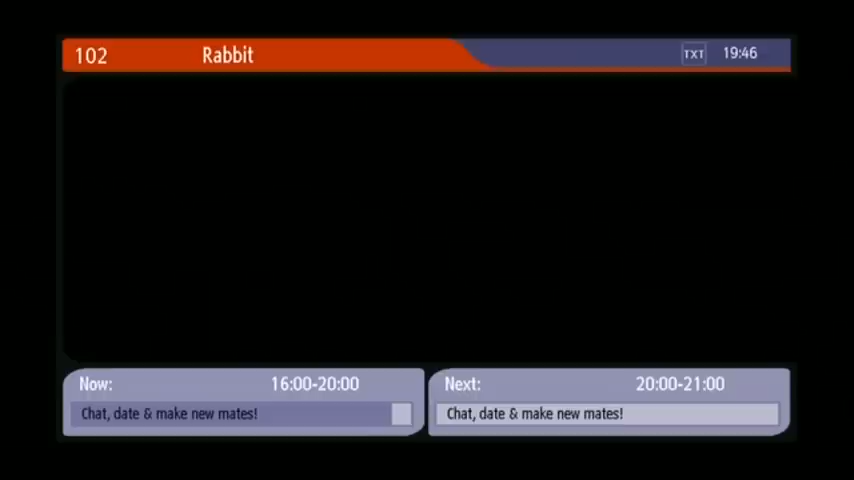 102 Rabbit TXT 19:46
Now: 16:00-20:00
Chat, date & make new mates!
Next: 20:00-21:00
Chat, date & make new mates!